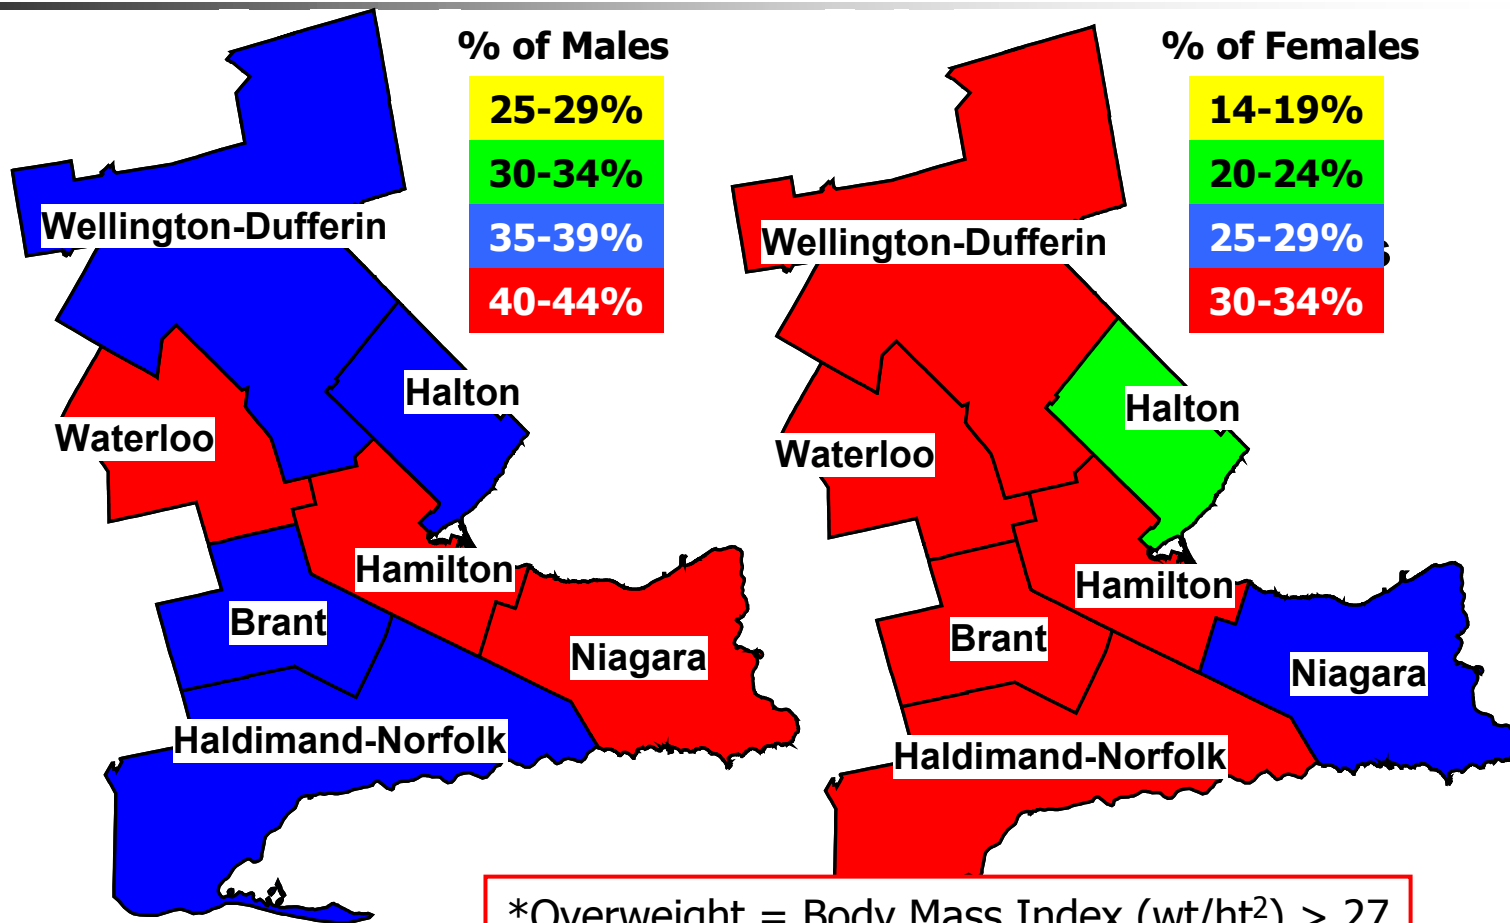 % of Males
25-29%
30-34%
35-39%
40-44%
Wellington-Dufferin
Halton
Waterloo
Hamilton
Brant
Niagara
Haldimand-Norfolk
% of Females
14-19%
20-24%
25-29%
30-34%
Wellington-Dufferin
Halton
Waterloo
Hamilton
Brant
Niagara
Haldimand-Norfolk
*Overweight = Body Mass Index (wt/ht²) > 27